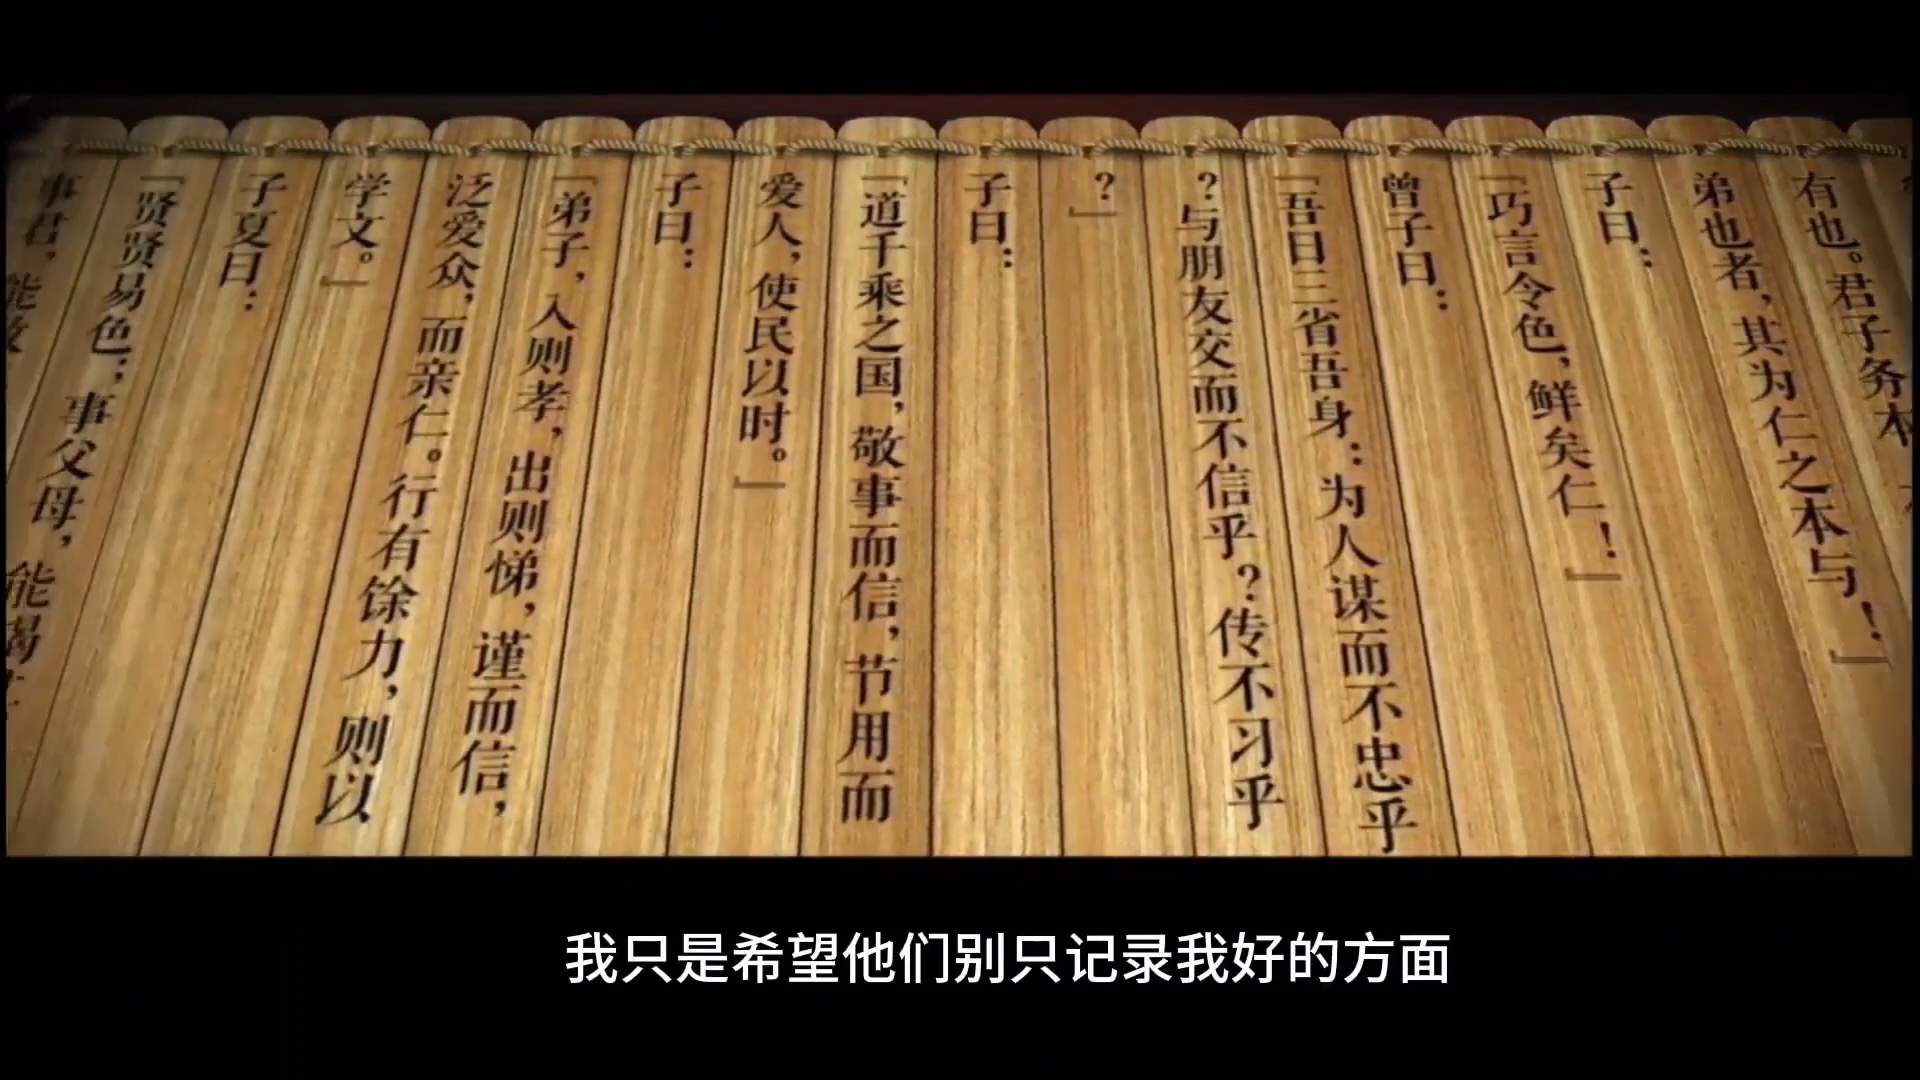 有也。君子务本
弟也者，其为仁之本与！」
子曰：
「巧言令色，鲜矣仁！」
曾子曰：
「吾日三省吾身：为人谋而不忠乎
？与朋友交而不信乎？传不习乎
？」
子曰：
「道千乘之国，敬事而信，节用而
爱人，使民以时。」
子曰：
「弟子，入则孝，出则悌，谨而信，
泛爱众，而亲仁。行有馀力，则以
学文。」
子夏曰：
「贤贤易色；事父母，能竭
事君，能致
我只是希望他们别只记录我好的方面